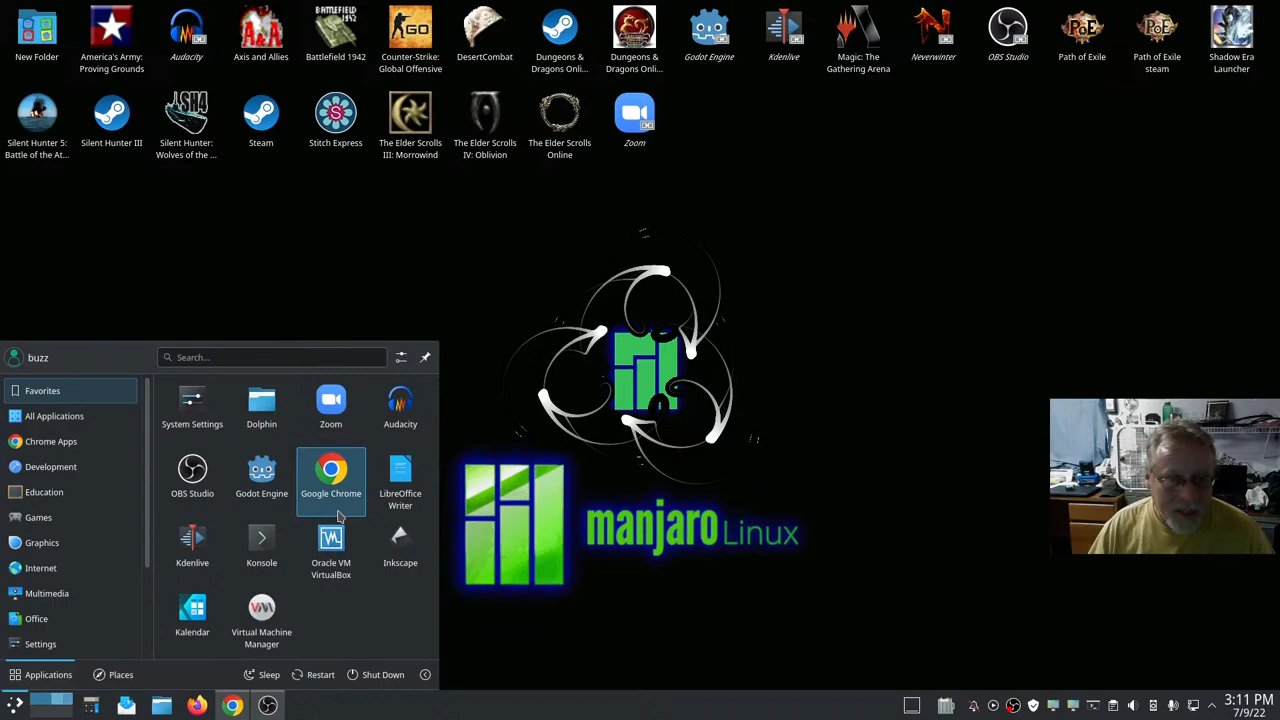 New Folder
America's Army:
Proving Grounds
Audacity
Axis and Allies
Battlefield 1942
Counter-Strike:
Global Offensive
DesertCombat
Dungeons &
Dragons Onli...
Dungeons &
Dragons Onli...
Godot Engine
Kdenlive
Magic: The
Gathering Arena
Neverwinter
OBS Studio
Path of Exile
Path of Exile
steam
Shadow Era
Launcher
Silent Hunter 5:
Battle of the At...
Silent Hunter III
Silent Hunter:
Wolves of the ...
Steam
Stitch Express
The Elder Scrolls
III: Morrowind
The Elder Scrolls
IV: Oblivion
The Elder Scrolls
Online
Zoom
BATTLEFIELD
1942
A&A
GO
SH4
PoE
PoE
S
buzz
Search...
Favorites
All Applications
Chrome Apps
Development
Education
Games
Graphics
Internet
Multimedia
Office
Settings
System Settings
Dolphin
Zoom
Audacity
OBS Studio
Godot Engine
Google Chrome
LibreOffice
Writer
Kdenlive
Konsole
Oracle VM
VirtualBox
Inkscape
Kalendar
Virtual Machine
Manager
Applications
Places
Sleep
Restart
Shut Down
manjaro Linux
3:11 PM
7/9/22